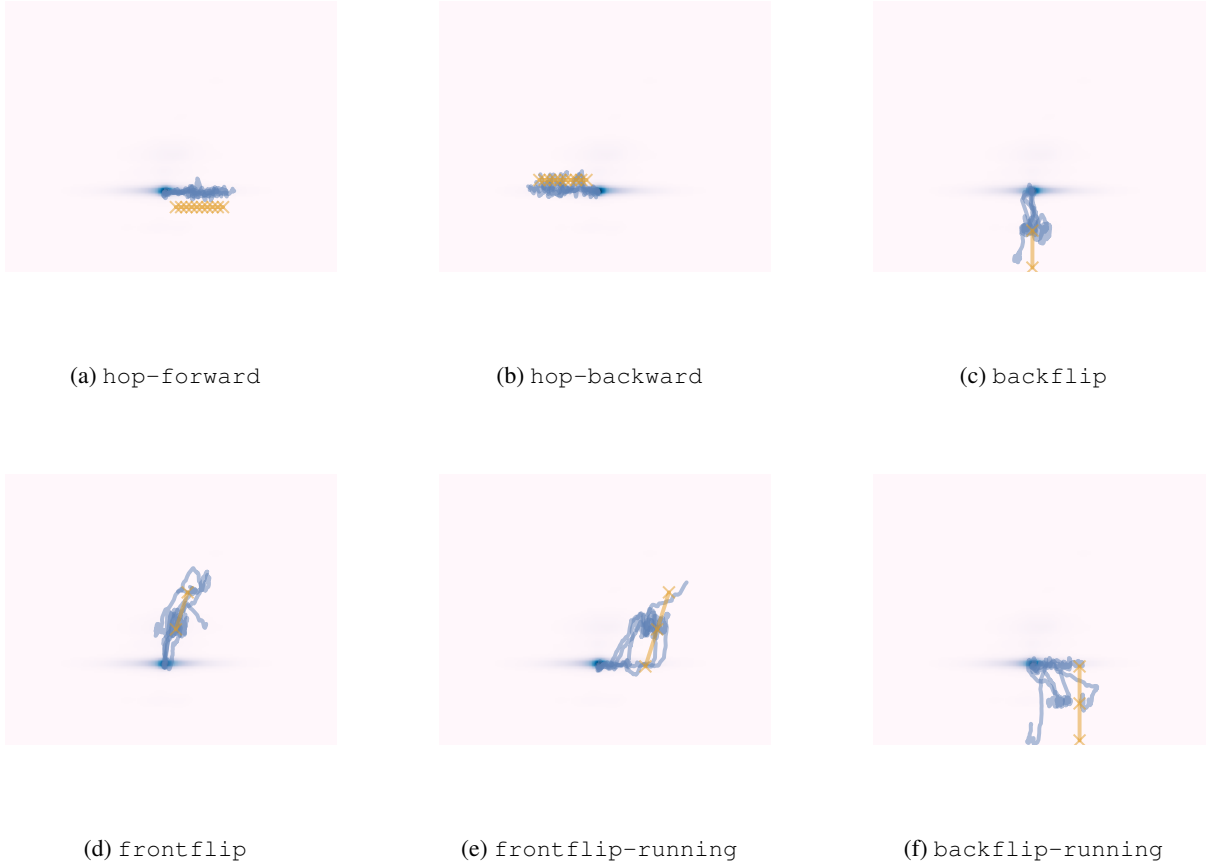 (a) hop-forward
(b) hop-backward
(c) backflip
(d) frontflip
(e) frontflip-running
(f) backflip-running